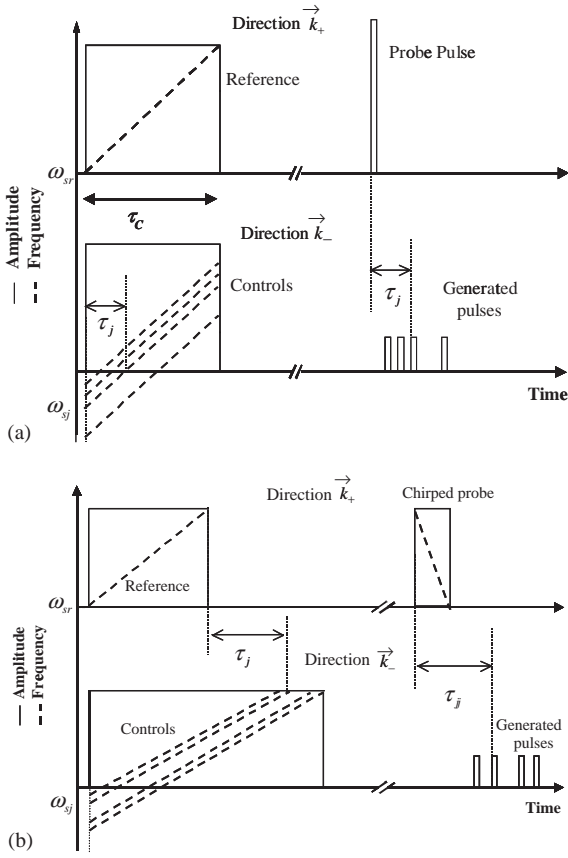 Direction k₊
Probe Pulse
Reference
ω_sr
τ_C
Direction k₋
Controls
τ_j
τ_j
Generated
pulses
Amplitude
Frequency
ω_sj
Time
(a)
Direction k₊
Chirped probe
Reference
ω_sr
τ_j
Direction k₋
τ_jj
Controls
Generated
pulses
Amplitude
Frequency
ω_sj
Time
(b)